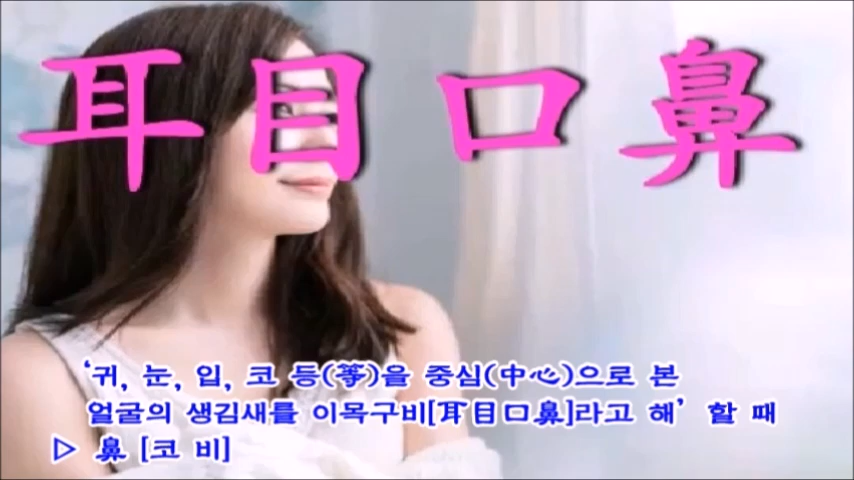 耳目口鼻
‘귀, 눈, 입, 코 등(等)을 중심(中心)으로 본
얼굴의 생김새를 이목구비[耳目口鼻]라고 해’ 할 때
▷ 鼻 [코 비]